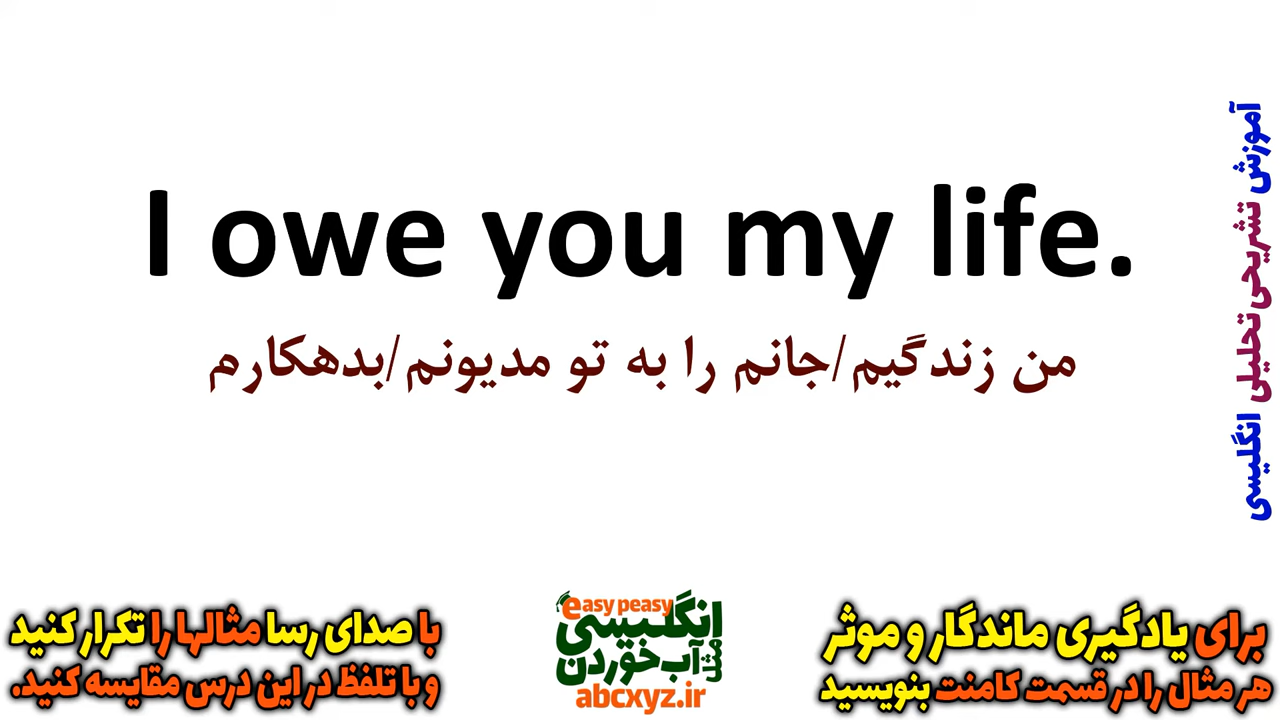 I owe you my life.
من زندگیم/جانم را به تو مدیونم/بدهکارم
آموزش تشریحی تحلیلی انگلیسی
برای یادگیری ماندگار و موثر
هر مثال را در قسمت کامنت بنویسید
easy peasy
انگلیسی
مثل آب خوردن
abcxyz.ir
با صدای رسا مثالها را تکرار کنید
و با تلفظ در این درس مقایسه کنید.